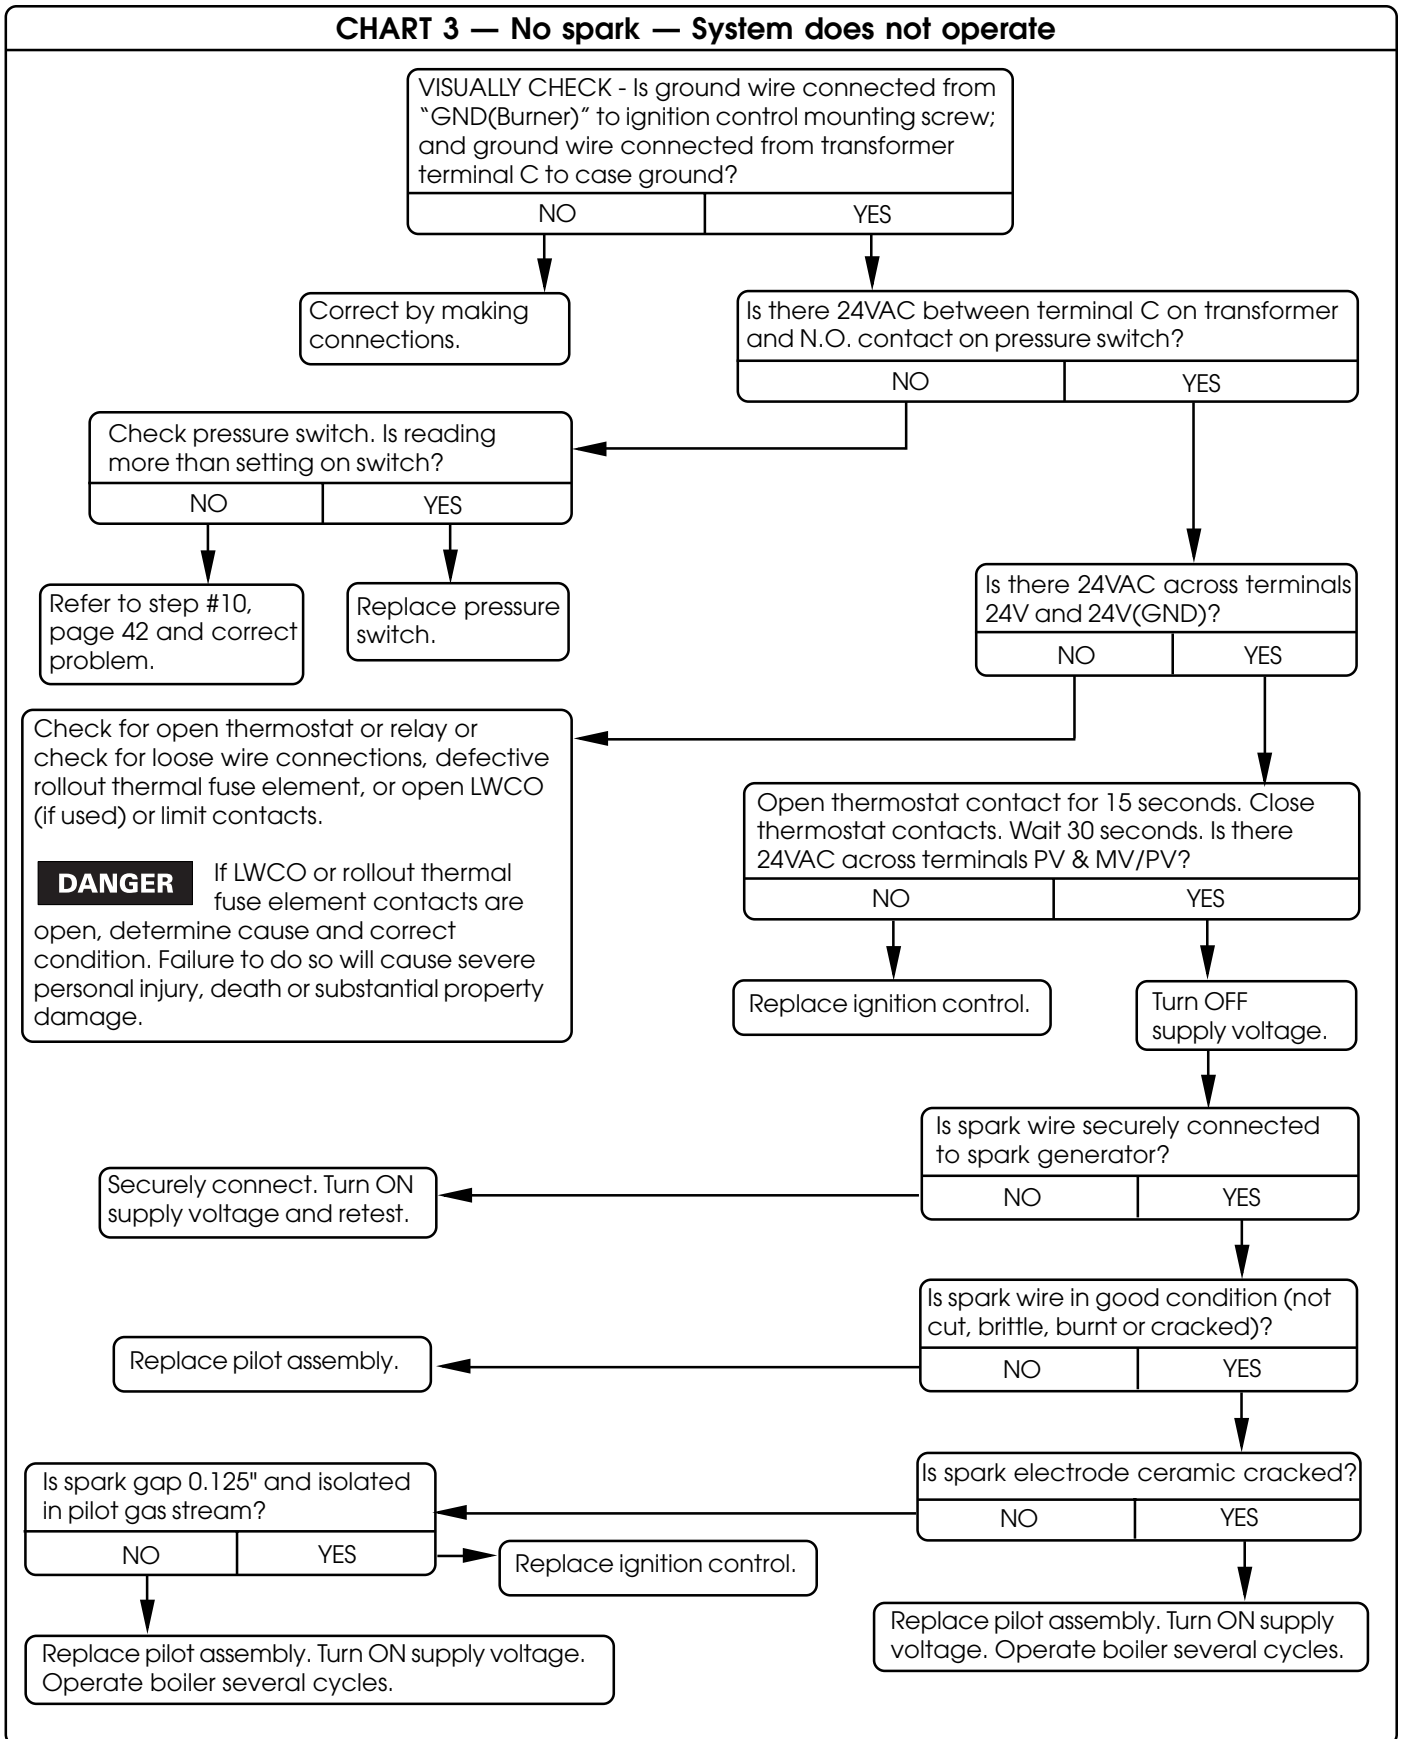 CHART 3 — No spark — System does not operate
VISUALLY CHECK - Is ground wire connected from
“GND(Burner)” to ignition control mounting screw;
and ground wire connected from transformer
terminal C to case ground?
NO
YES
Correct by making
connections.
Is there 24VAC between terminal C on transformer
and N.O. contact on pressure switch?
NO
YES
Check pressure switch. Is reading
more than setting on switch?
NO
YES
Refer to step #10,
page 42 and correct
problem.
Replace pressure
switch.
Is there 24VAC across terminals
24V and 24V(GND)?
NO
YES
Check for open thermostat or relay or
check for loose wire connections, defective
rollout thermal fuse element, or open LWCO
(if used) or limit contacts.
DANGER If LWCO or rollout thermal
fuse element contacts are
open, determine cause and correct
condition. Failure to do so will cause severe
personal injury, death or substantial property
damage.
Open thermostat contact for 15 seconds. Close
thermostat contacts. Wait 30 seconds. Is there
24VAC across terminals PV & MV/PV?
NO
YES
Replace ignition control.
Turn OFF
supply voltage.
Is spark wire securely connected
to spark generator?
NO
YES
Securely connect. Turn ON
supply voltage and retest.
Is spark wire in good condition (not
cut, brittle, burnt or cracked)?
NO
YES
Replace pilot assembly.
Is spark electrode ceramic cracked?
NO
YES
Is spark gap 0.125" and isolated
in pilot gas stream?
NO
YES
Replace ignition control.
Replace pilot assembly. Turn ON supply
voltage. Operate boiler several cycles.
Replace pilot assembly. Turn ON supply voltage.
Operate boiler several cycles.